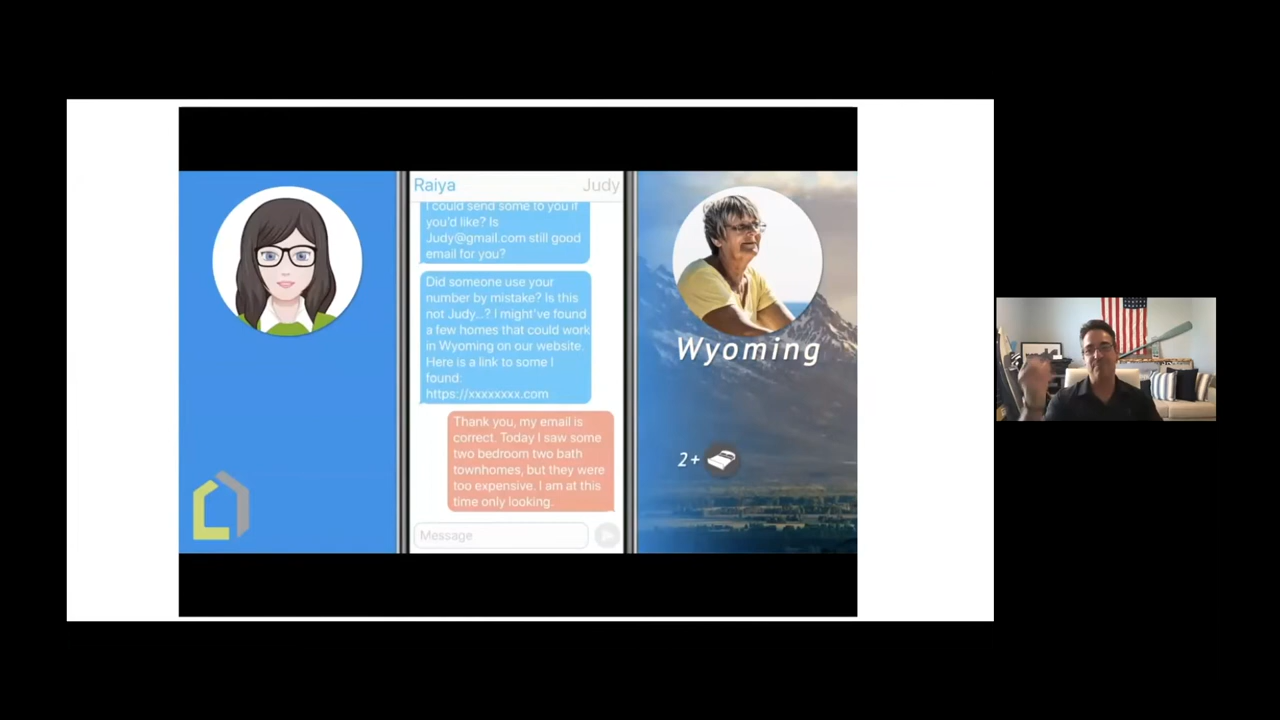 Raiya
Judy
I could send some to you if
you'd like? Is
Judy@gmail.com still good
email for you?
Did someone use your
number by mistake? Is this
not Judy...? I might've found
a few homes that could work
in Wyoming on our website.
Here is a link to some I
found:
https://xxxxxxxx.com
Thank you, my email is
correct. Today I saw some
two bedroom two bath
townhomes, but they were
too expensive. I am at this
time only looking.
Message
Wyoming
2+